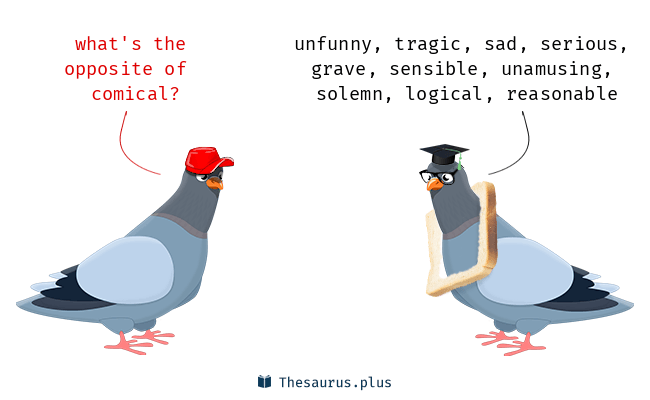 what's the
opposite of
comical?
unfunny, tragic, sad, serious,
grave, sensible, unamusing,
solemn, logical, reasonable
Thesaurus.plus